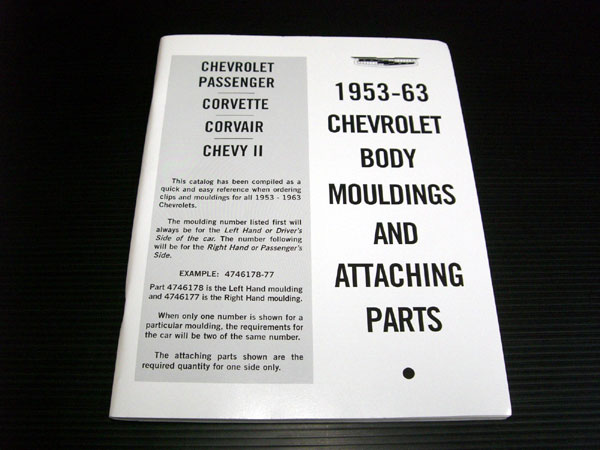 CHEVROLET
PASSENGER
CORVETTE
CORVAIR
CHEVY II
This catalog has been compiled as a
quick and easy reference when ordering
clips and mouldings for all 1953 - 1963
Chevrolets.
The moulding number listed first will
always be for the Left Hand or Driver's
Side of the car. The number following
will be for the Right Hand or Passenger's
Side.
EXAMPLE: 4746178-77
Part 4746178 is the Left Hand moulding
and 4746177 is the Right Hand moulding.
When only one number is shown for a
particular moulding, the requirements for
the car will be two of the same number.
The attaching parts shown are the
required quantity for one side only.
1953-63
CHEVROLET
BODY
MOULDINGS
AND
ATTACHING
PARTS